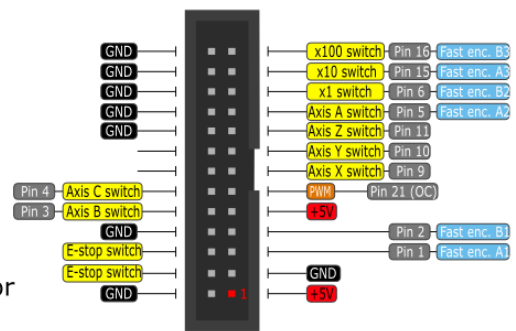 GND x100 switch Pin 16 Fast enc. B3
GND x10 switch Pin 15 Fast enc. A3
GND x1 switch Pin 6 Fast enc. B2
GND Axis A switch Pin 5 Fast enc. A2
GND Axis Z switch Pin 11
Axis Y switch Pin 10
Axis X switch Pin 9
Pin 4 Axis C switch PWM Pin 21 (OC)
Pin 3 Axis B switch +5V
GND Pin 2 Fast enc. B1
E-stop switch Pin 1 Fast enc. A1
E-stop switch GND
or GND 1 +5V